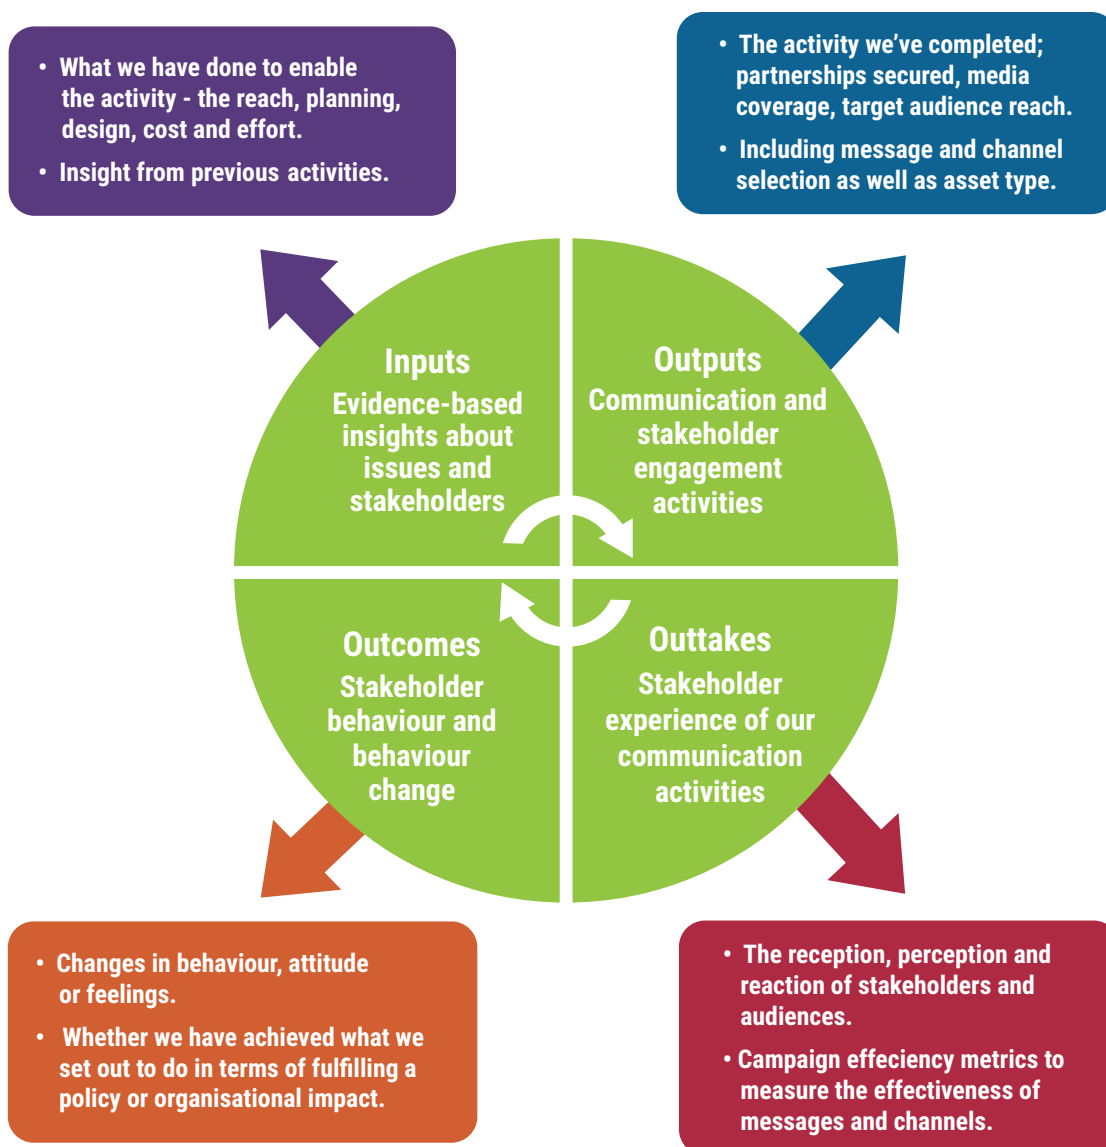 • What we have done to enable
the activity - the reach, planning,
design, cost and effort.
• Insight from previous activities.
• The activity we've completed;
partnerships secured, media
coverage, target audience reach.
• Including message and channel
selection as well as asset type.
Inputs
Evidence-based
insights about
issues and
stakeholders
Outputs
Communication and
stakeholder
engagement
activities
Outcomes
Stakeholder
behaviour and
behaviour
change
Outtakes
Stakeholder
experience of our
communication
activities
• Changes in behaviour, attitude
or feelings.
• Whether we have achieved what we
set out to do in terms of fulfilling a
policy or organisational impact.
• The reception, perception and
reaction of stakeholders and
audiences.
• Campaign effeciency metrics to
measure the effectiveness of
messages and channels.